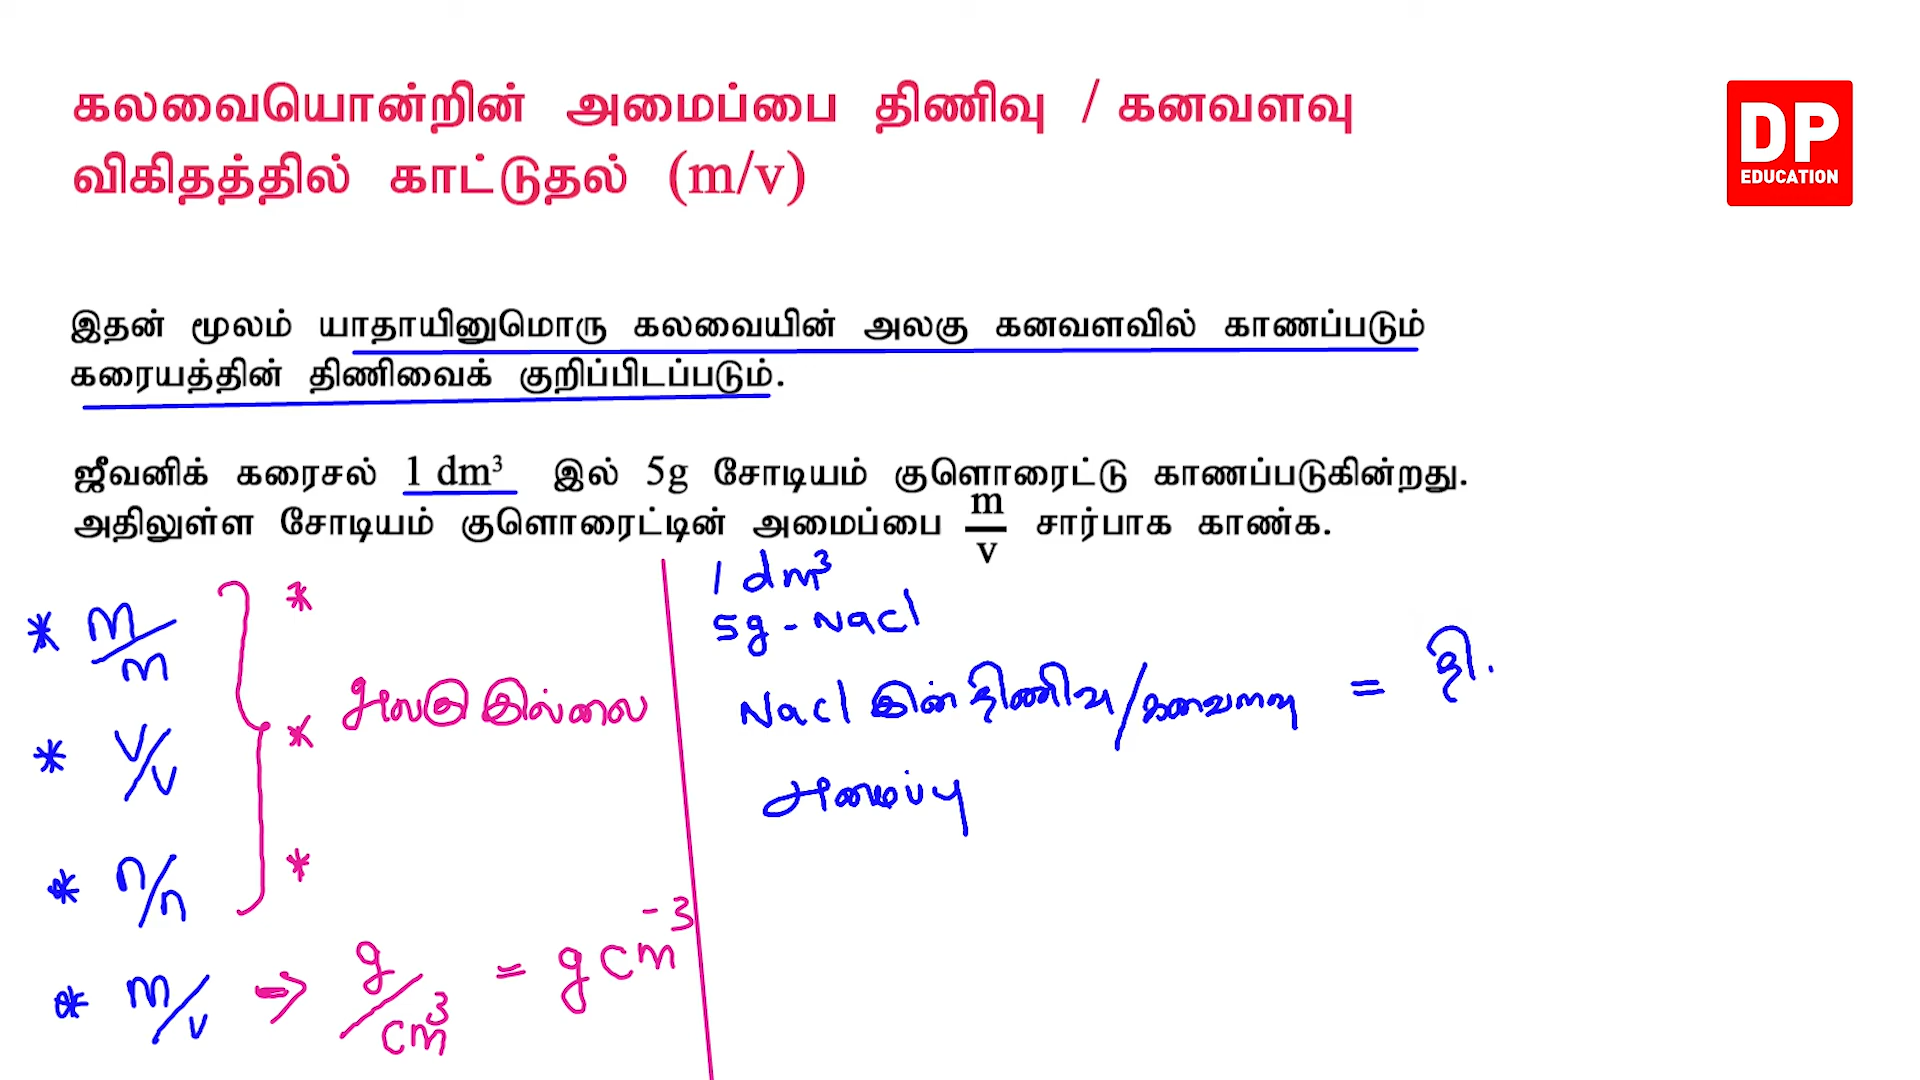 கலவையொன்றின் அமைப்பை திணிவு / கனவளவு
விகிதத்தில் காட்டுதல் (m/v)
DP
EDUCATION
இதன் மூலம் யாதாயினுமொரு கலவையின் அலகு கனவளவில் காணப்படும்
கரையத்தின் திணிவைக் குறிப்பிடப்படும்.
ஜீவனிக் கரைசல் 1 dm³ இல் 5g சோடியம் குளொரைட்டு காணப்படுகின்றது.
அதிலுள்ள சோடியம் குளொரைட்டின் அமைப்பை m/v சார்பாக காண்க.
* m/m
* v/v
* n/n
* m/v → g/cm³ = g cm⁻³
*
* அலகு இல்லை
*
1 dm³
5g - Nacl
Nacl இன் திணிவு/கனவளவு = தி.
அமைப்பு